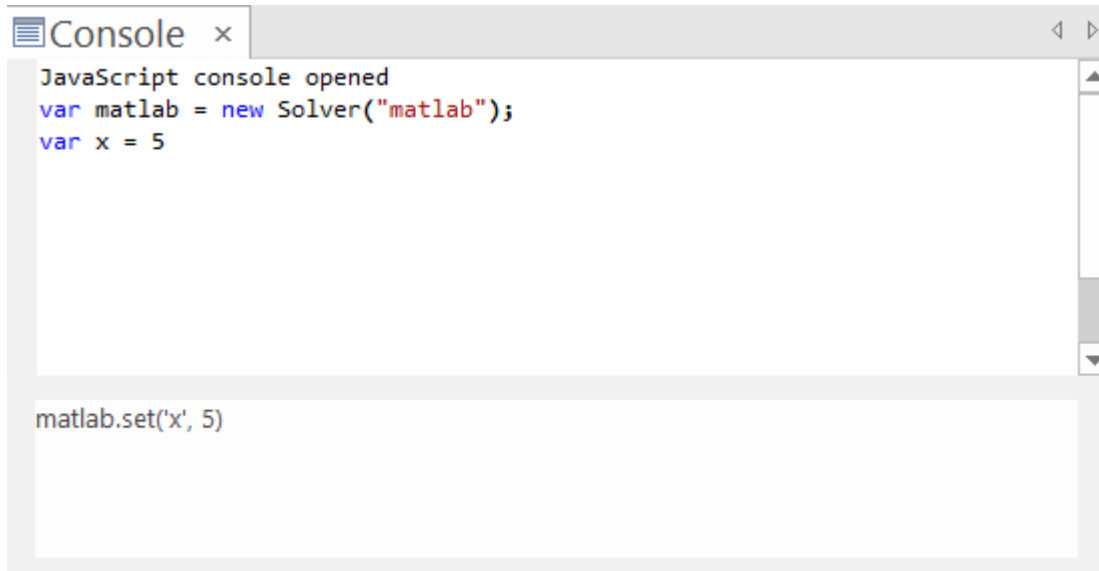 Console ×
JavaScript console opened
var matlab = new Solver("matlab");
var x = 5
matlab.set('x', 5)